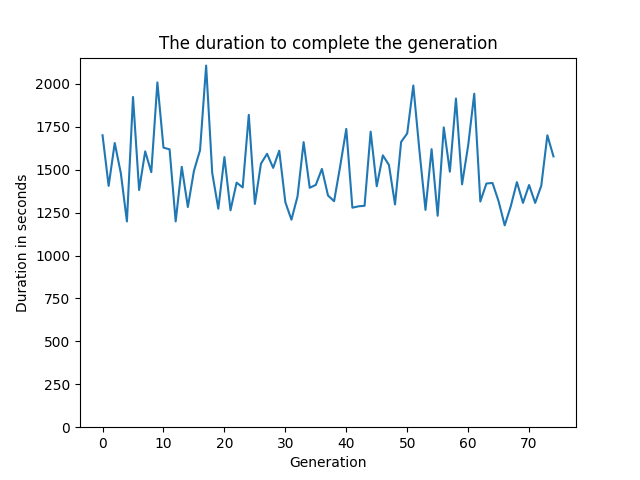 The duration to complete the generation
Duration in seconds
2000
1750
1500
1250
1000
750
500
250
0
0 10 20 30 40 50 60 70
Generation